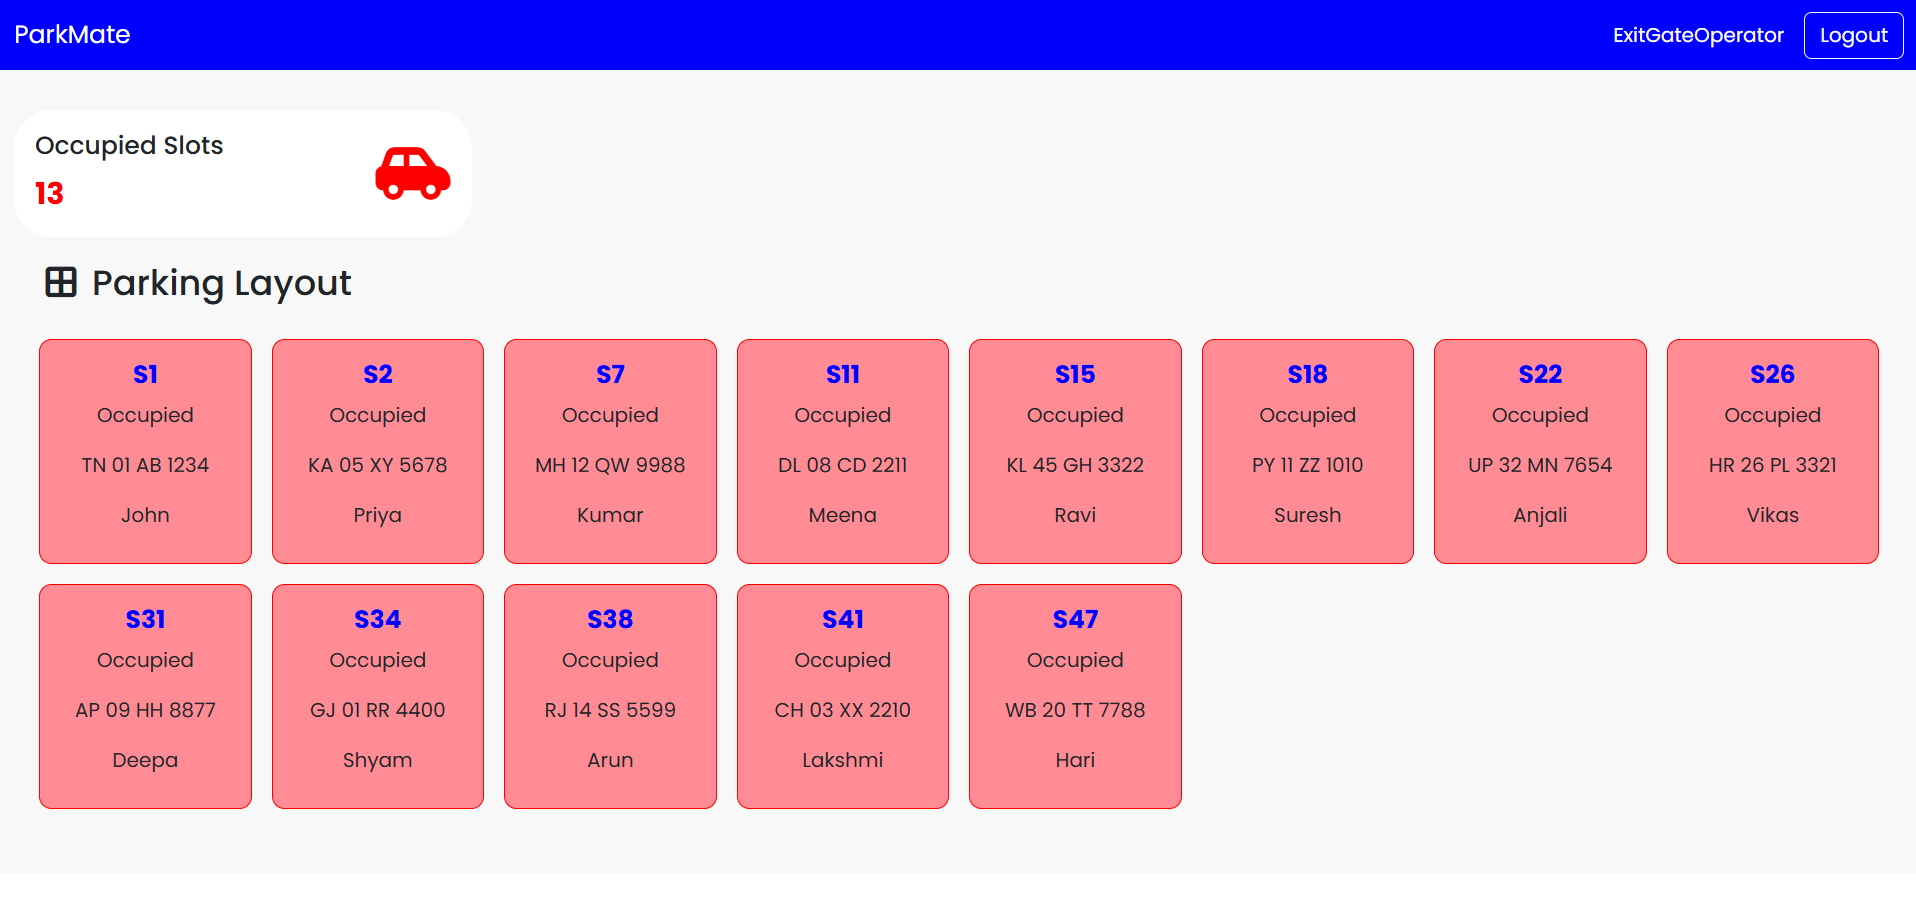 ParkMate
ExitGateOperator
Logout
Occupied Slots
13
Parking Layout
S1
Occupied
TN 01 AB 1234
John
S2
Occupied
KA 05 XY 5678
Priya
S7
Occupied
MH 12 QW 9988
Kumar
S11
Occupied
DL 08 CD 2211
Meena
S15
Occupied
KL 45 GH 3322
Ravi
S18
Occupied
PY 11 ZZ 1010
Suresh
S22
Occupied
UP 32 MN 7654
Anjali
S26
Occupied
HR 26 PL 3321
Vikas
S31
Occupied
AP 09 HH 8877
Deepa
S34
Occupied
GJ 01 RR 4400
Shyam
S38
Occupied
RJ 14 SS 5599
Arun
S41
Occupied
CH 03 XX 2210
Lakshmi
S47
Occupied
WB 20 TT 7788
Hari